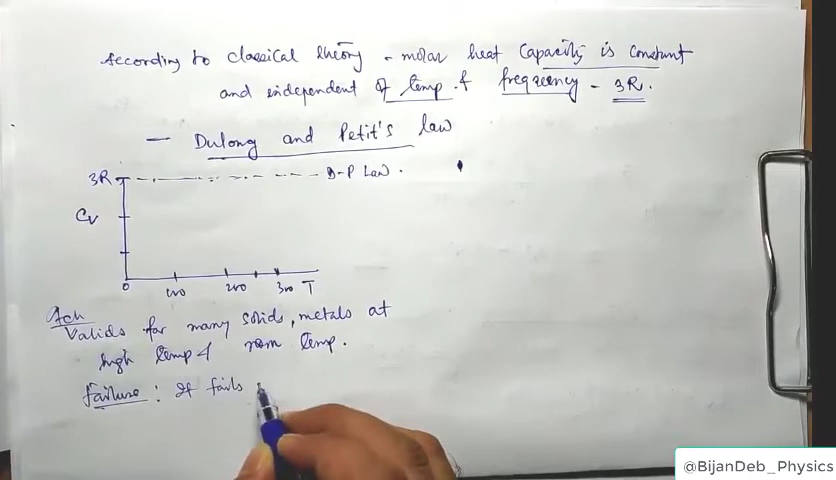 According to classical theory - molar heat capacity is constant
and independent of temp & frequency - 3R.
- Dulong and Petit's law
3R D-P Law.
Cv
0 100 200 300 T
Ach
Valids for many solids, metals at
high temp & room temp.
Failure : It fails
@BijanDeb_Physics